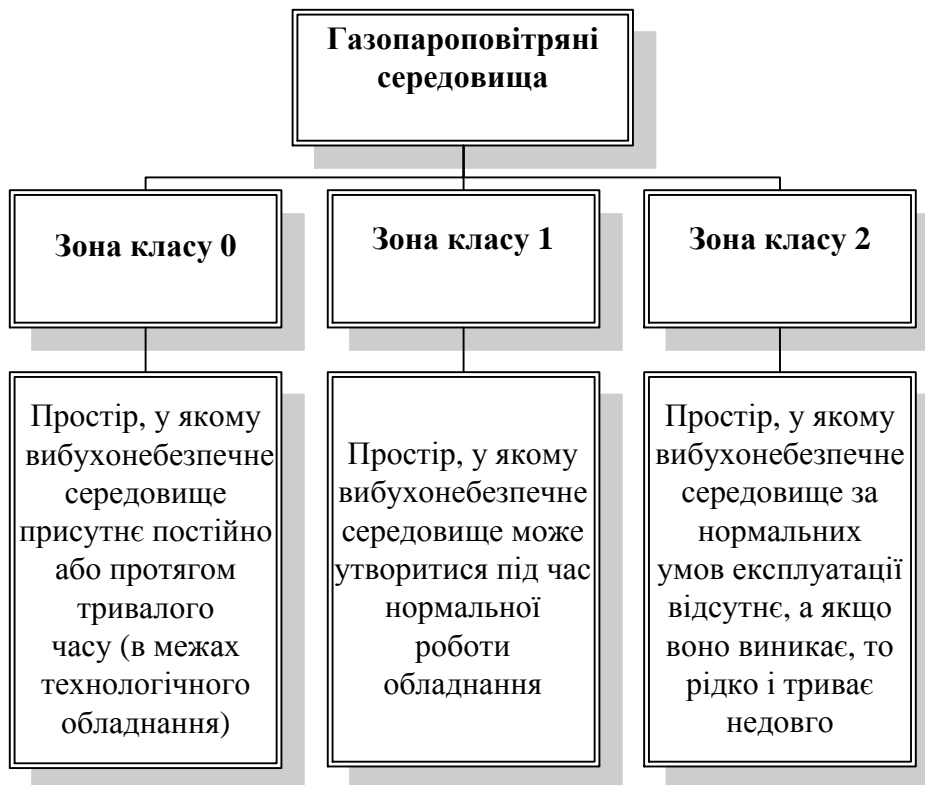 Газопароповітряні
середовища
Зона класу 0
Зона класу 1
Зона класу 2
Простір, у якому
вибухонебезпечне
середовище
присутнє постійно
або протягом
тривалого
часу (в межах
технологічного
обладнання)
Простір, у якому
вибухонебезпечне
середовище може
утворитися під час
нормальної
роботи
обладнання
Простір, у якому
вибухонебезпечне
середовище за
нормальних
умов експлуатації
відсутнє, а якщо
воно виникає, то
рідко і триває
недовго